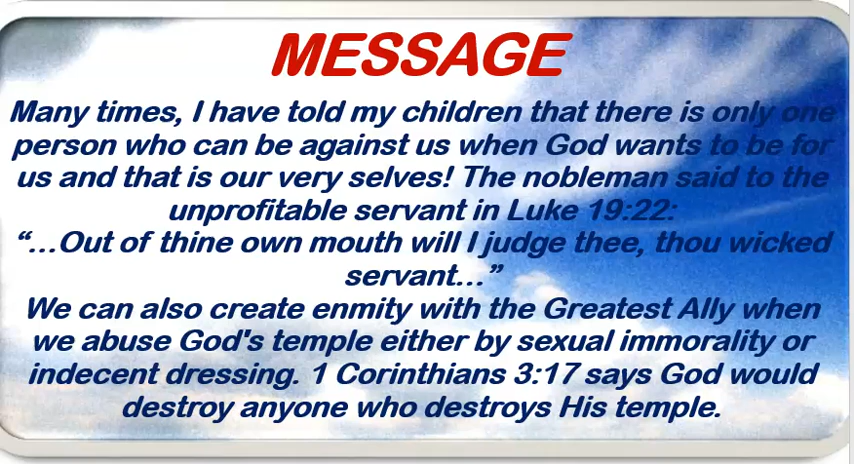 MESSAGE
Many times, I have told my children that there is only one
person who can be against us when God wants to be for
us and that is our very selves! The nobleman said to the
unprofitable servant in Luke 19:22:
“...Out of thine own mouth will I judge thee, thou wicked
servant...”
We can also create enmity with the Greatest Ally when
we abuse God's temple either by sexual immorality or
indecent dressing. 1 Corinthians 3:17 says God would
destroy anyone who destroys His temple.